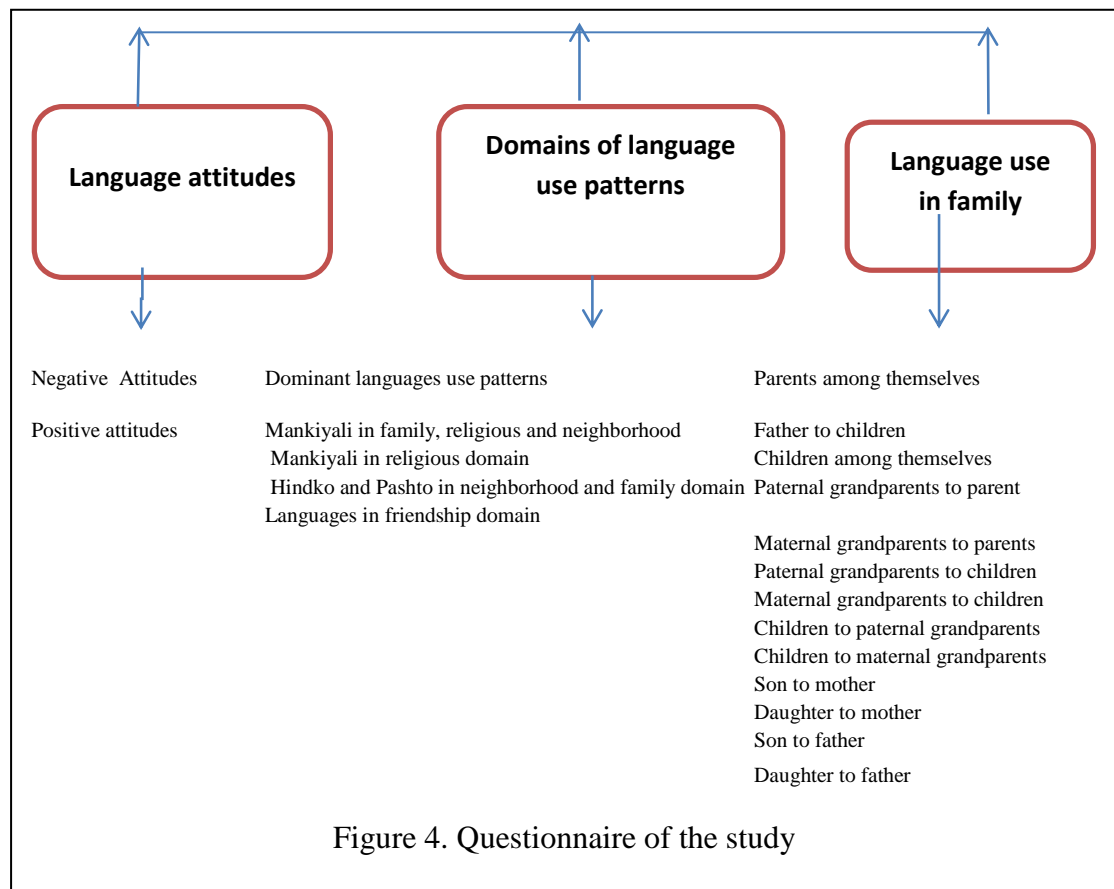 Language attitudes
Domains of language
use patterns
Language use
in family
Negative  Attitudes
Positive attitudes
Dominant languages use patterns
Mankiyali in family, religious and neighborhood
Mankiyali in religious domain
Hindko and Pashto in neighborhood and family domain
Languages in friendship domain
Parents among themselves
Father to children
Children among themselves
Paternal grandparents to parent
Maternal grandparents to parents
Paternal grandparents to children
Maternal grandparents to children
Children to paternal grandparents
Children to maternal grandparents
Son to mother
Daughter to mother
Son to father
Daughter to father
Figure 4. Questionnaire of the study